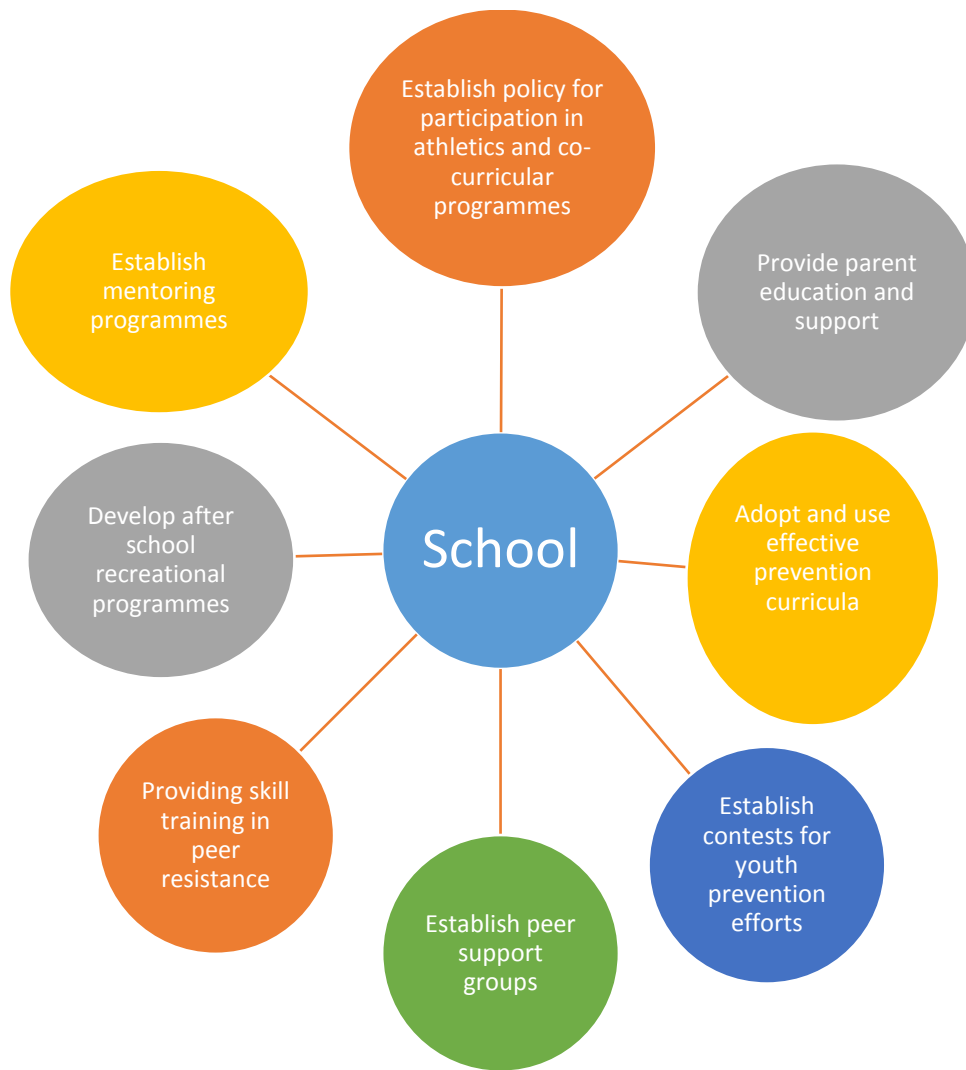 Establish policy for
participation in
athletics and co-
curricular
programmes
Provide parent
education and
support
Adopt and use
effective
prevention
curricula
Establish
contests for
youth
prevention
efforts
Establish peer
support
groups
Providing skill
training in
peer
resistance
Develop after
school
recreational
programmes
Establish
mentoring
programmes
School